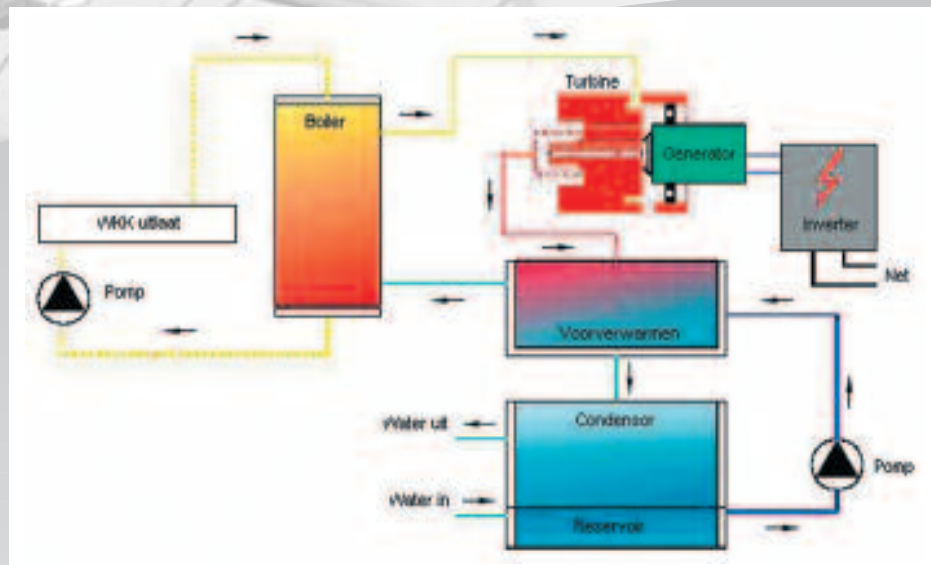 Turbine
Boiler
Generator
WKK uitlaat
Inverter
Net
Pomp
Voorverwarmen
Condensor
Water uit
Pomp
Water in
Reservoir